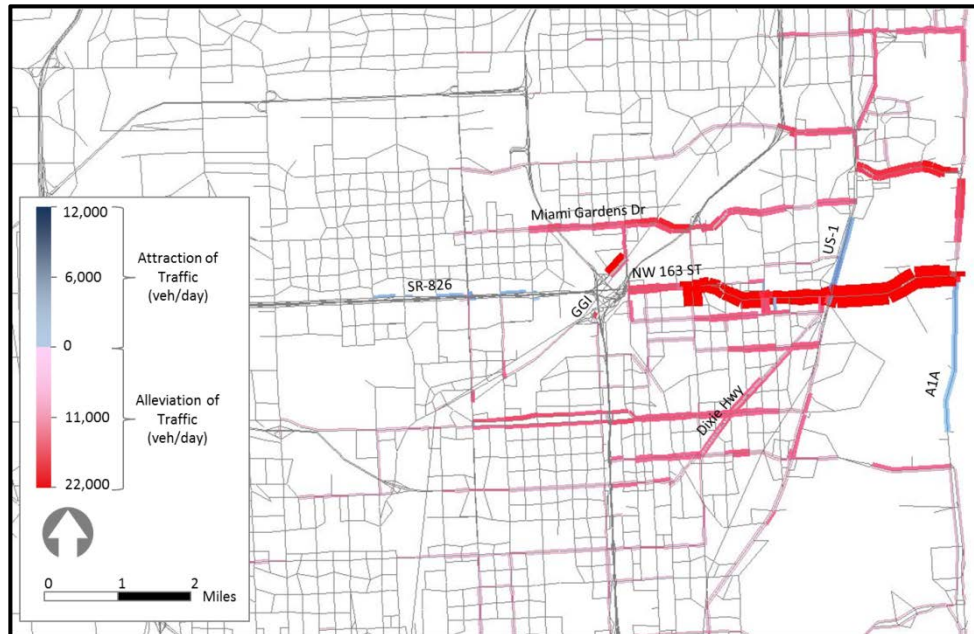 12,000
6,000
0
11,000
22,000
Attraction of
Traffic
(veh/day)
Alleviation of
Traffic
(veh/day)
0 1 2
Miles
Miami Gardens Dr
US-1
NW 163 ST
SR-826
GGI
A1A
Dixie Hwy